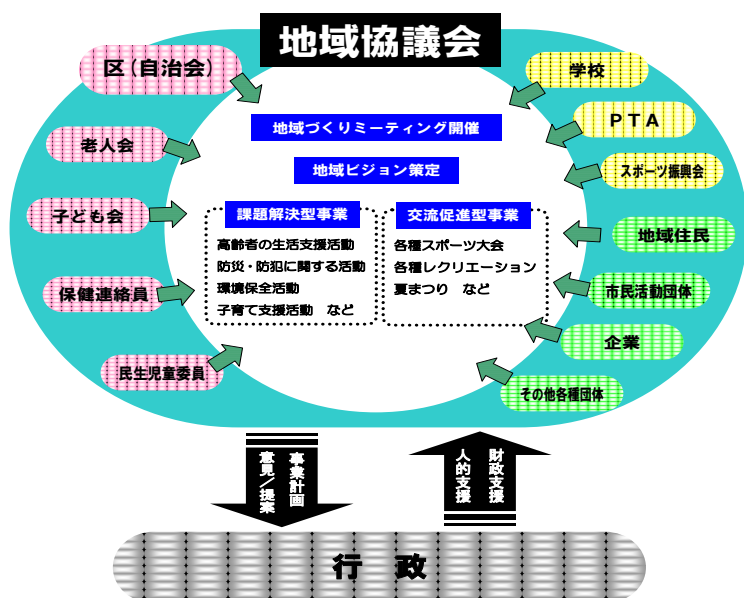 地域協議会
区(自治会)
老人会
子ども会
保健連絡員
民生児童委員
学校
PTA
スポーツ振興会
地域住民
市民活動団体
企業
その他各種団体
地域づくりミーティング開催
地域ビジョン策定
課題解決型事業
高齢者の生活支援活動
防災・防犯に関する活動
環境保全活動
子育て支援活動 など
交流促進型事業
各種スポーツ大会
各種レクリエーション
夏まつり など
事業計画
意見/提案
財政支援
人的支援
行 政